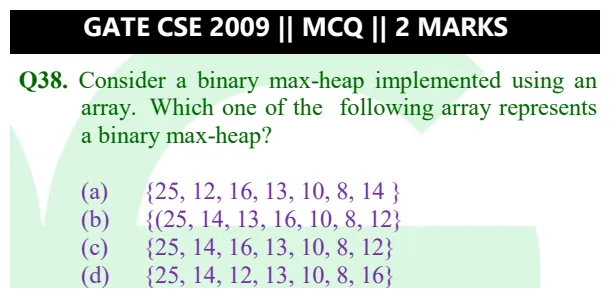 GATE CSE 2009 || MCQ || 2 MARKS
Q38. Consider a binary max-heap implemented using an
array. Which one of the following array represents
a binary max-heap?
(a) {25, 12, 16, 13, 10, 8, 14 }
(b) {(25, 14, 13, 16, 10, 8, 12}
(c) {25, 14, 16, 13, 10, 8, 12}
(d) {25, 14, 12, 13, 10, 8, 16}